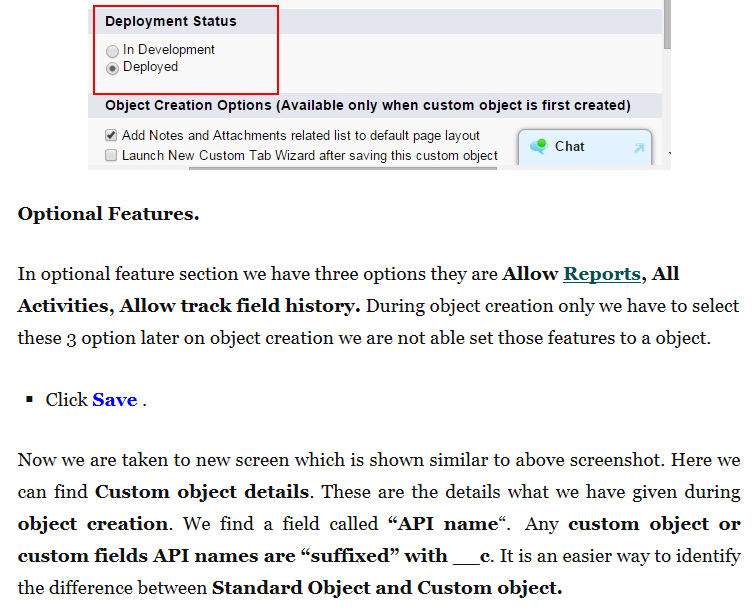 Deployment Status
In Development
Deployed
Object Creation Options (Available only when custom object is first created)
Add Notes and Attachments related list to default page layout
Launch New Custom Tab Wizard after saving this custom object
Chat
Optional Features.
In optional feature section we have three options they are Allow Reports, All
Activities, Allow track field history. During object creation only we have to select
these 3 option later on object creation we are not able set those features to a object.
Click Save .
Now we are taken to new screen which is shown similar to above screenshot. Here we
can find Custom object details. These are the details what we have given during
object creation. We find a field called “API name“. Any custom object or
custom fields API names are “suffixed” with __c. It is an easier way to identify
the difference between Standard Object and Custom object.